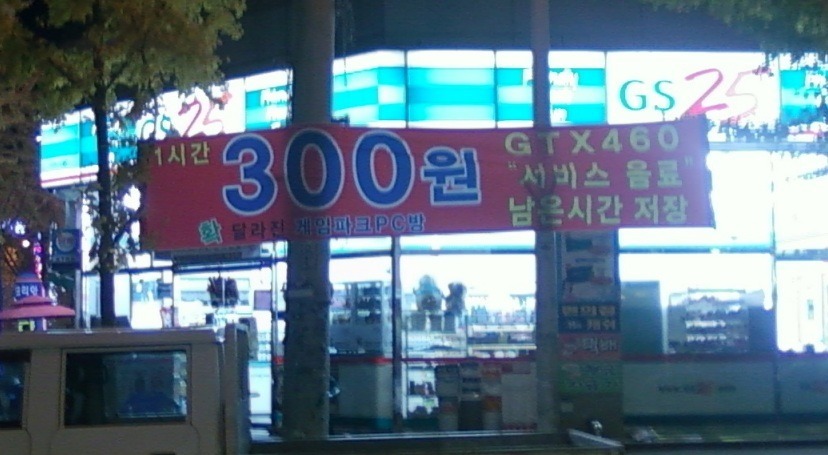 GS25
GS25
1시간
300원
확 달라진 게임파크PC방
GTX460
"서비스 음료"
남은시간 저장